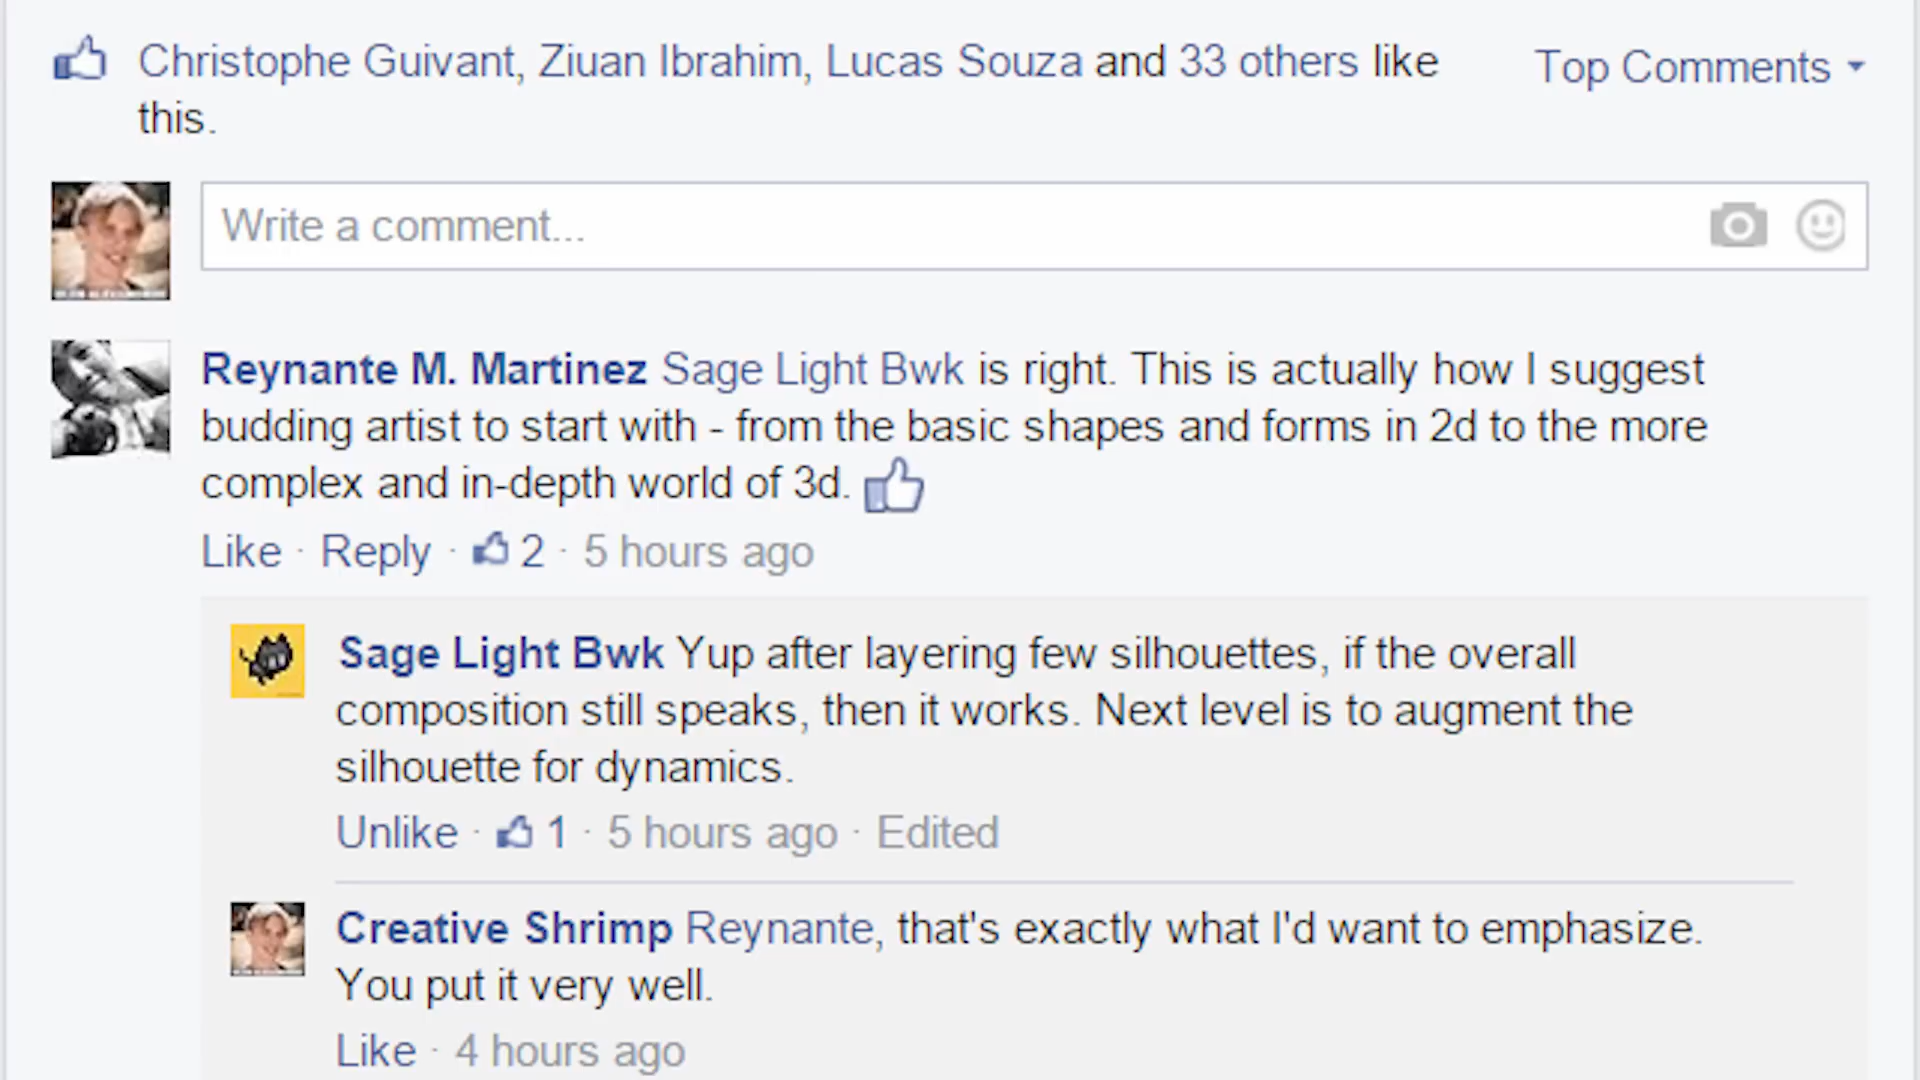 Christophe Guivant, Ziuan Ibrahim, Lucas Souza and 33 others like
this.
Top Comments
Write a comment...
Reynante M. Martinez Sage Light Bwk is right. This is actually how I suggest
budding artist to start with - from the basic shapes and forms in 2d to the more
complex and in-depth world of 3d.
Like · Reply · 2 · 5 hours ago
Sage Light Bwk Yup after layering few silhouettes, if the overall
composition still speaks, then it works. Next level is to augment the
silhouette for dynamics.
Unlike · 1 · 5 hours ago · Edited
Creative Shrimp Reynante, that's exactly what I'd want to emphasize.
You put it very well.
Like · 4 hours ago